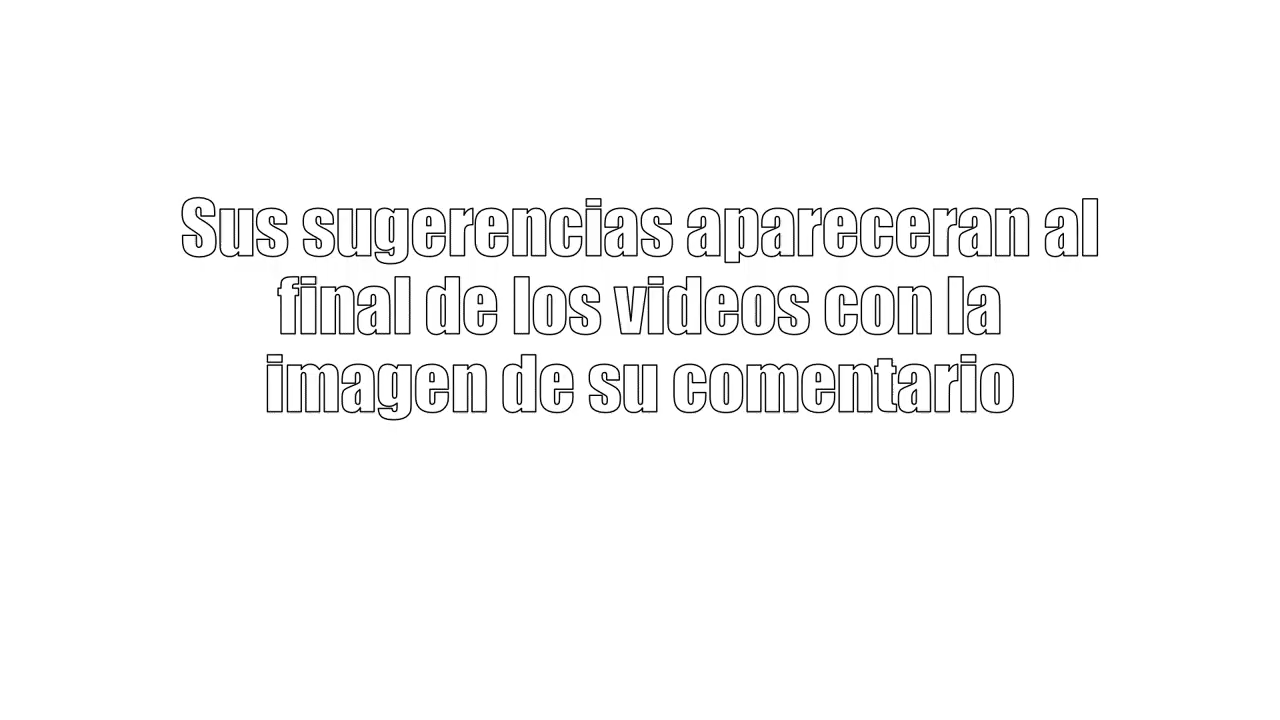 Sus sugerencias apareceran al
final de los videos con la
imagen de su comentario